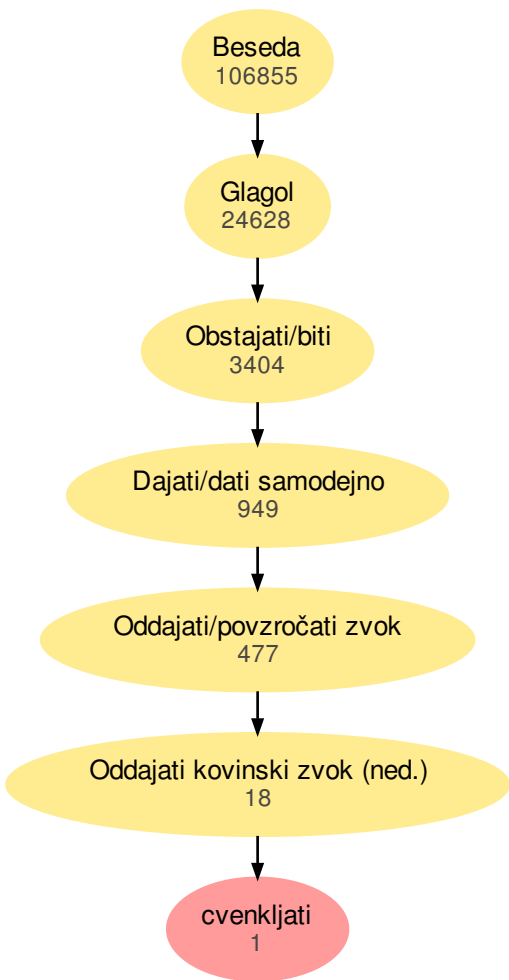 Beseda
106855
Glagol
24628
Obstajati/biti
3404
Dajati/dati samodejno
949
Oddajati/povzročati zvok
477
Oddajati kovinski zvok (ned.)
18
cvenkljati
1